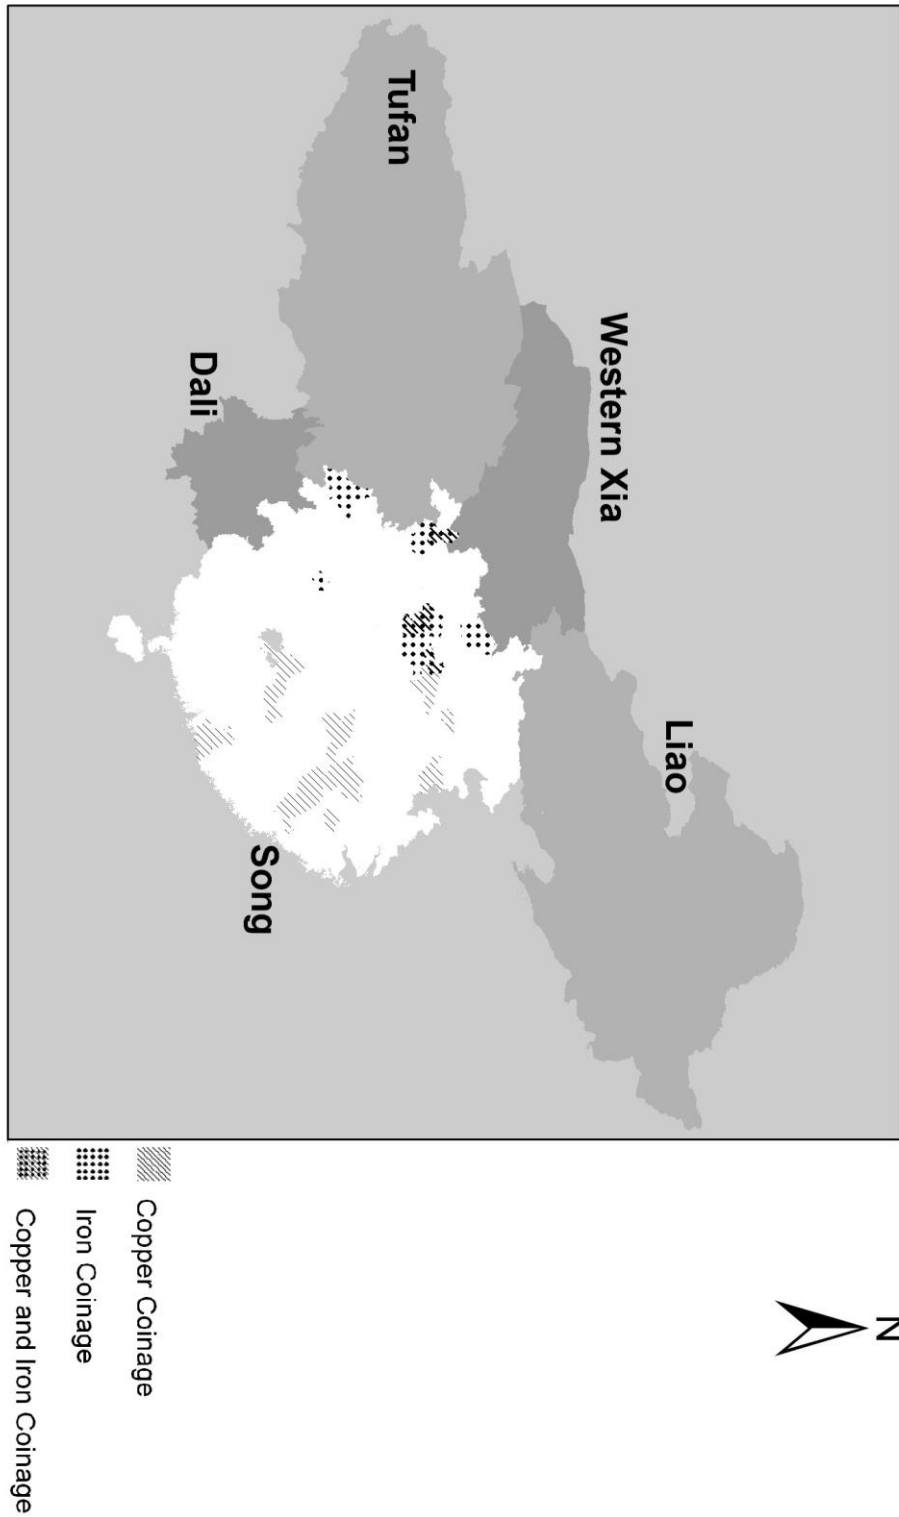 Tufan
Western Xia
Dali
Liao
Song
N
Copper Coinage
Iron Coinage
Copper and Iron Coinage